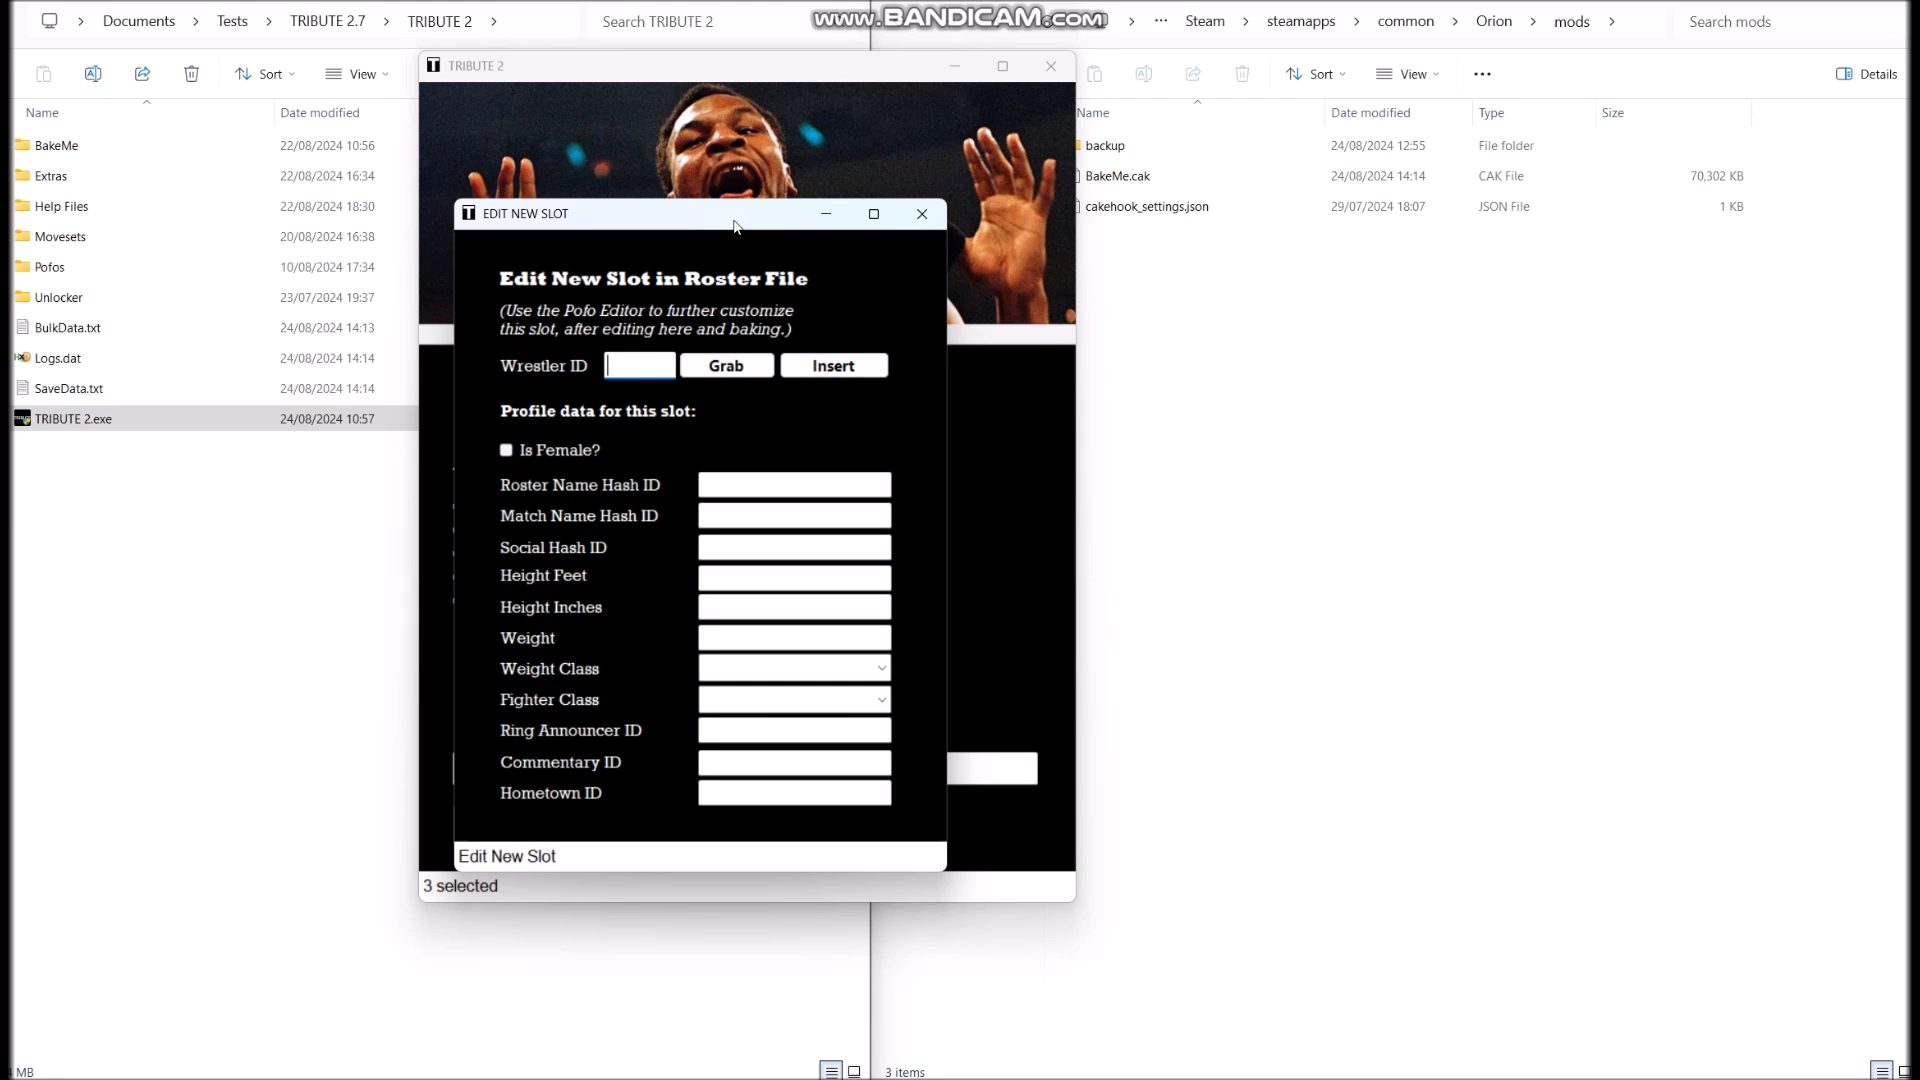 Documents > Tests > TRIBUTE 2.7 > TRIBUTE 2 >
Search TRIBUTE 2
www.BANDICAM.com
> ··· Steam > steamapps > common > Orion > mods >
Search mods
Sort
View
Sort
View
Details
Name
Date modified
BakeMe 22/08/2024 10:56
Extras 22/08/2024 16:34
Help Files 22/08/2024 18:30
Movesets 20/08/2024 16:38
Pofos 10/08/2024 17:34
Unlocker 23/07/2024 19:37
BulkData.txt 24/08/2024 14:13
Logs.dat 24/08/2024 14:14
SaveData.txt 24/08/2024 14:14
TRIBUTE 2.exe 24/08/2024 10:57
TRIBUTE 2
EDIT NEW SLOT
Edit New Slot in Roster File
(Use the Pofo Editor to further customize
this slot, after editing here and baking.)
Wrestler ID
Grab
Insert
Profile data for this slot:
Is Female?
Roster Name Hash ID
Match Name Hash ID
Social Hash ID
Height Feet
Height Inches
Weight
Weight Class
Fighter Class
Ring Announcer ID
Commentary ID
Hometown ID
Edit New Slot
3 selected
Name
Date modified
Type
Size
backup 24/08/2024 12:55 File folder
BakeMe.cak 24/08/2024 14:14 CAK File 70,302 KB
cakehook_settings.json 29/07/2024 18:07 JSON File 1 KB
MB
3 items